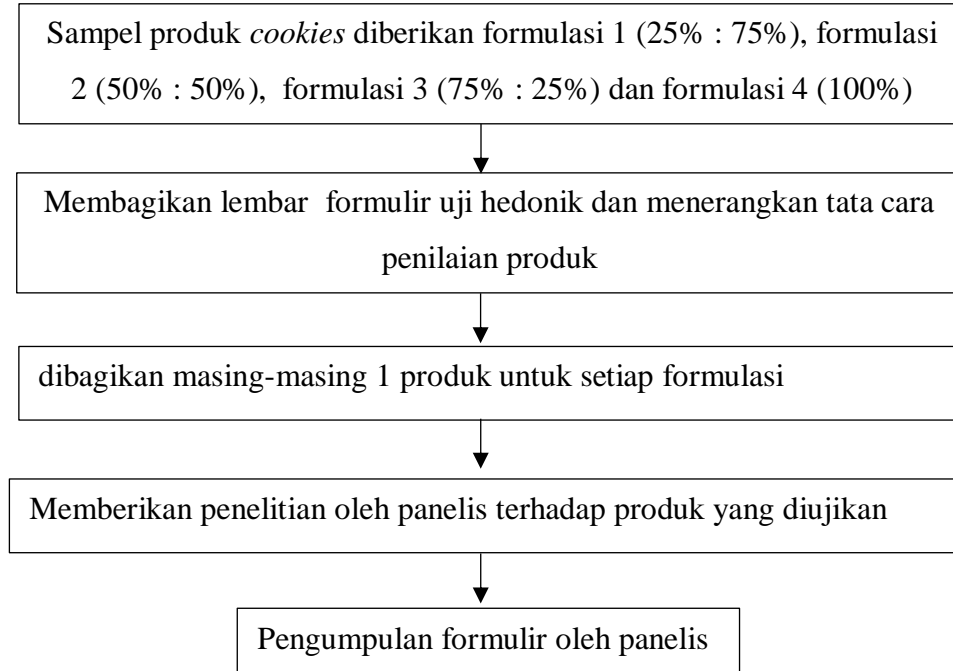 Sampel produk cookies diberikan formulasi 1 (25% : 75%), formulasi
2 (50% : 50%), formulasi 3 (75% : 25%) dan formulasi 4 (100%)
Membagikan lembar formulir uji hedonik dan menerangkan tata cara
penilaian produk
dibagikan masing-masing 1 produk untuk setiap formulasi
Memberikan penelitian oleh panelis terhadap produk yang diujikan
Pengumpulan formulir oleh panelis